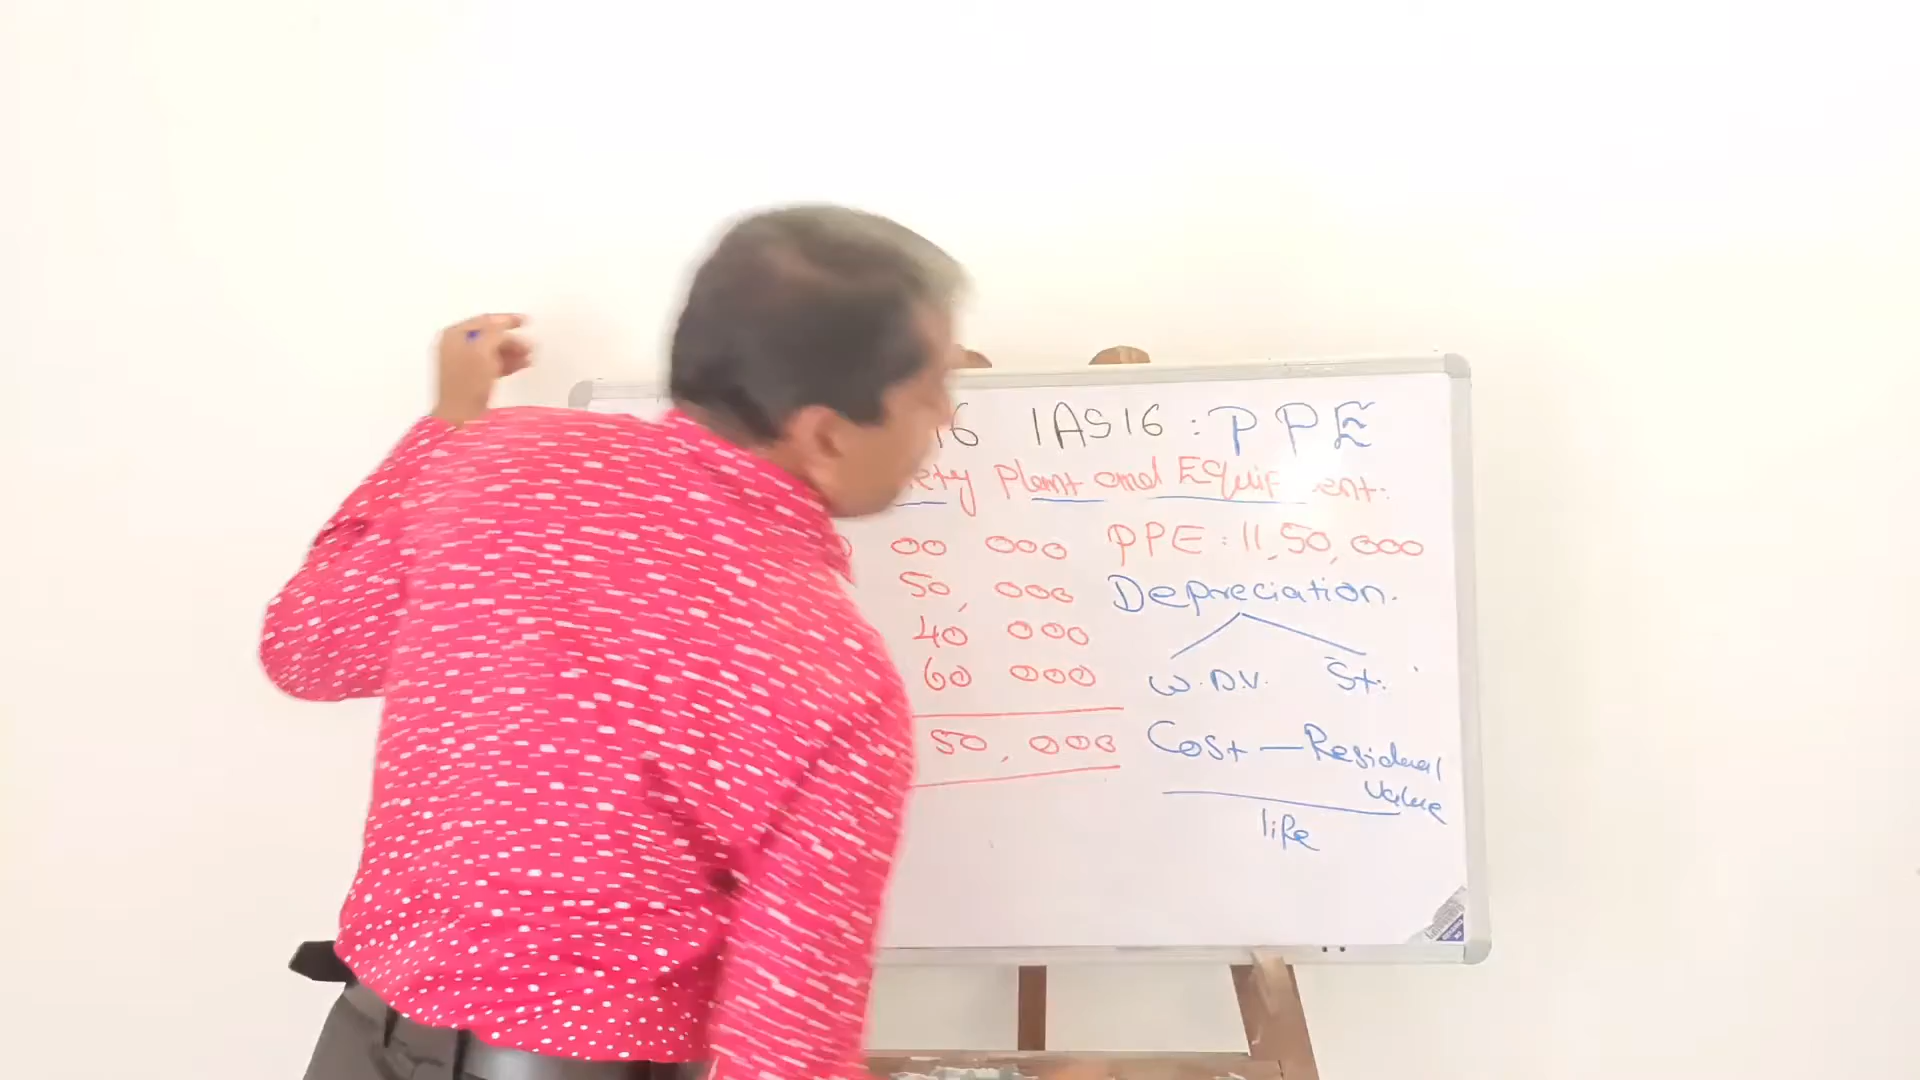 16 IAS16 : PPE
erty Plant and Equipment:
00 000 PPE : 11,50,000
50,000 Depreciation.
40 000
60 000 W.D.V. St.
50,000 Cost — Residual
Value
life